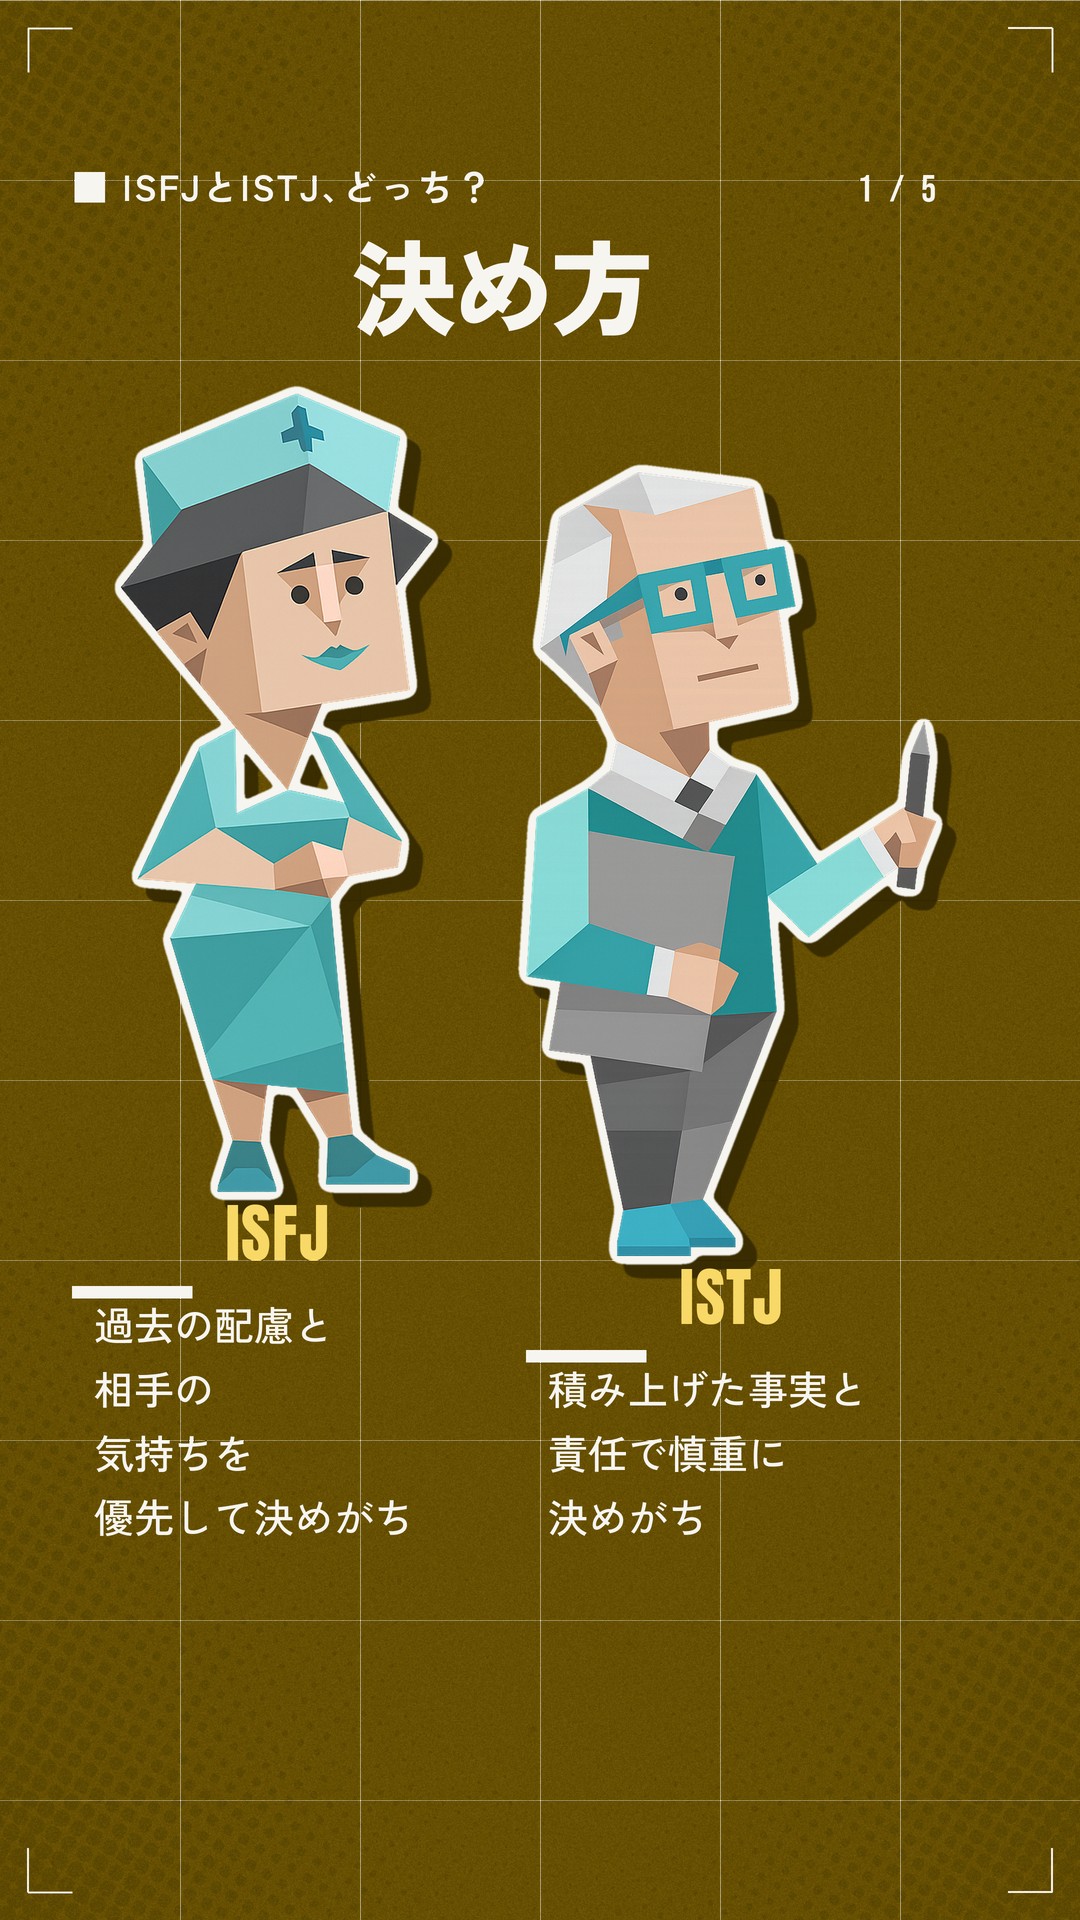 ISFJとISTJ、どっち？
1 / 5
決め方
ISFJ
過去の配慮と
相手の
気持ちを
優先して決めがち
ISTJ
積み上げた事実と
責任で慎重に
決めがち